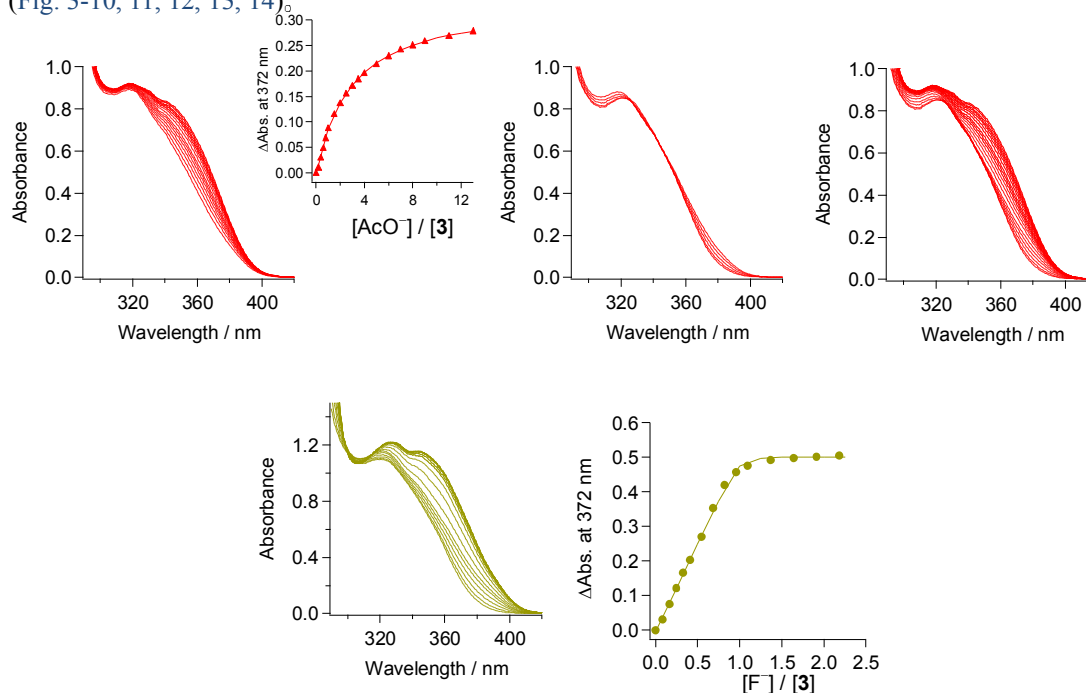 (Fig. 3-10, 11, 12, 13, 14)。
0.30
0.25
0.20
0.15
0.10
0.05
0.00
ΔAbs. at 372 nm
0 4 8 12
[AcO⁻] / [3]
1.0
0.8
0.6
0.4
0.2
0.0
Absorbance
320 360 400
Wavelength / nm
1.0
0.8
0.6
0.4
0.2
0.0
Absorbance
320 360 400
Wavelength / nm
1.0
0.8
0.6
0.4
0.2
0.0
Absorbance
320 360 400
Wavelength / nm
1.2
0.8
0.4
0.0
Absorbance
320 360 400
Wavelength / nm
0.6
0.5
0.4
0.3
0.2
0.1
0.0
ΔAbs. at 372 nm
0.0 0.5 1.0 1.5 2.0 2.5
[F⁻] / [3]